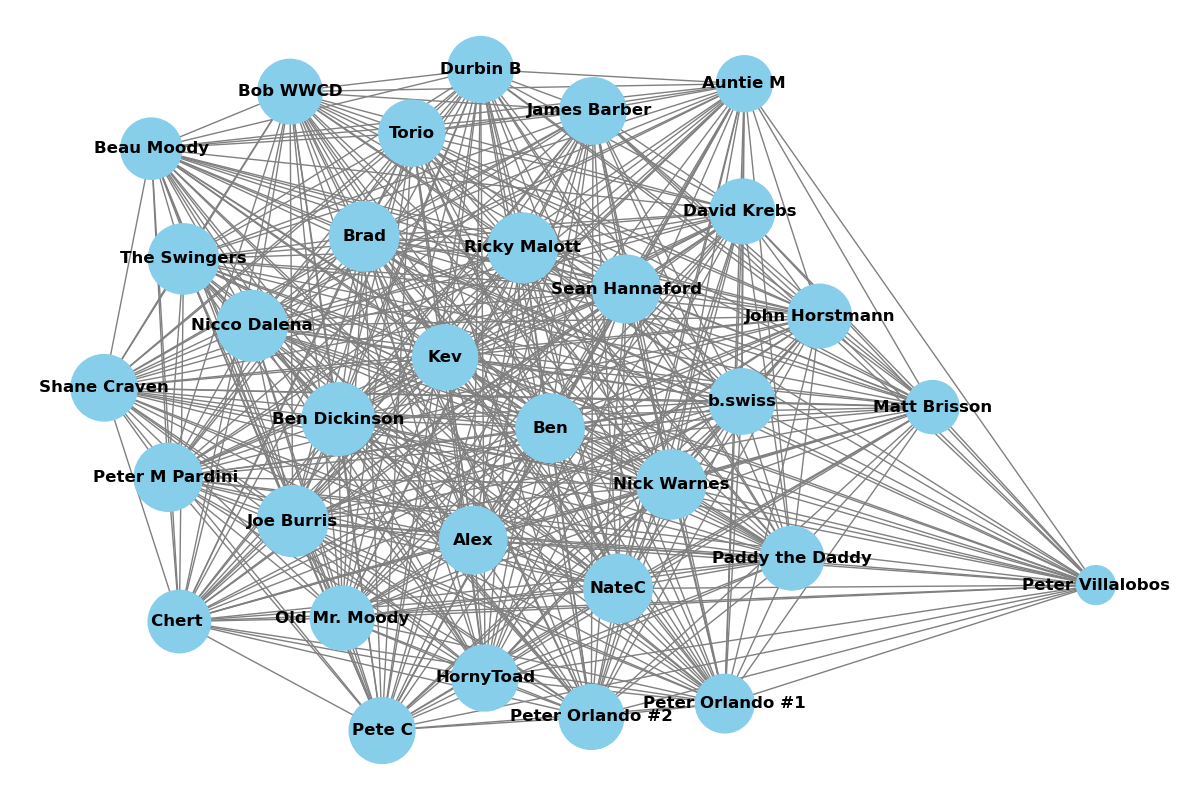 Durbin B
Auntie M
Bob WWCD
James Barber
Torio
Beau Moody
David Krebs
Brad
Ricky Malott
The Swingers
Sean Hannaford
John Horstmann
Nicco Dalena
Kev
Shane Craven
b.swiss
Matt Brisson
Ben Dickinson
Ben
Peter M Pardini
Nick Warnes
Joe Burris
Alex
Paddy the Daddy
Peter Villalobos
NateC
Old Mr. Moody
Chert
HornyToad
Peter Orlando #1
Peter Orlando #2
Pete C